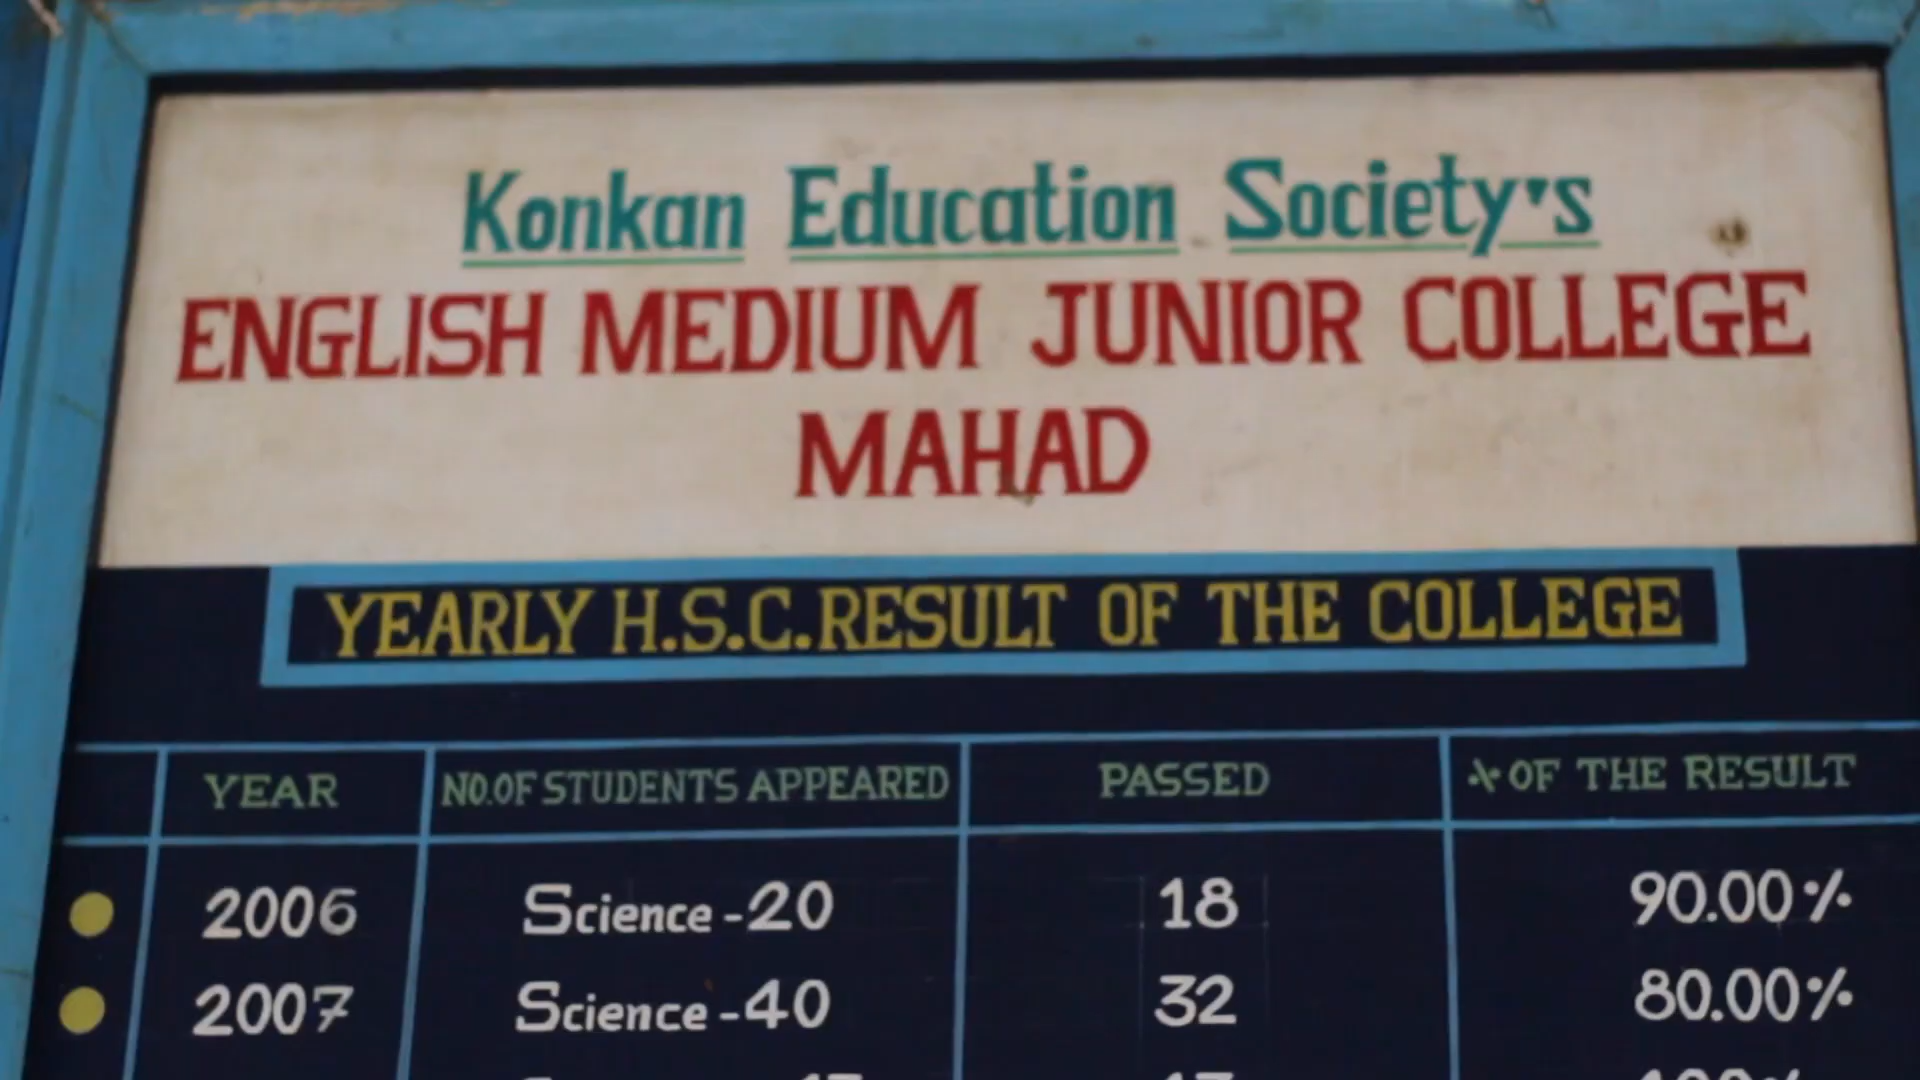 Konkan Education Society's
ENGLISH MEDIUM JUNIOR COLLEGE
MAHAD
YEARLY H.S.C. RESULT OF THE COLLEGE
YEAR NO.OF STUDENTS APPEARED PASSED % OF THE RESULT
2006 Science - 20 18 90.00%
2007 Science - 40 32 80.00%